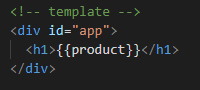 <!-- template -->
<div id="app">
  <h1>{{product}}</h1>
</div>